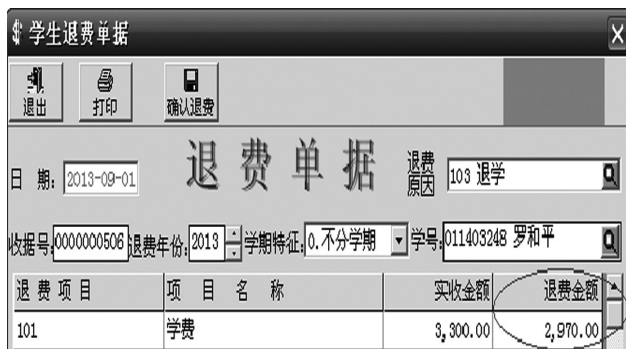 学生退费单据
退出 打印 确认退费
日 期: 2013-09-01 退费单据 退费原因 103 退学
收据号: 0000000506 退费年份: 2013 学期特征: 0.不分学期 学号: 011403248 罗和平
退费项目 项目名称 实收金额 退费金额
101 学费 3,300.00 2,970.00